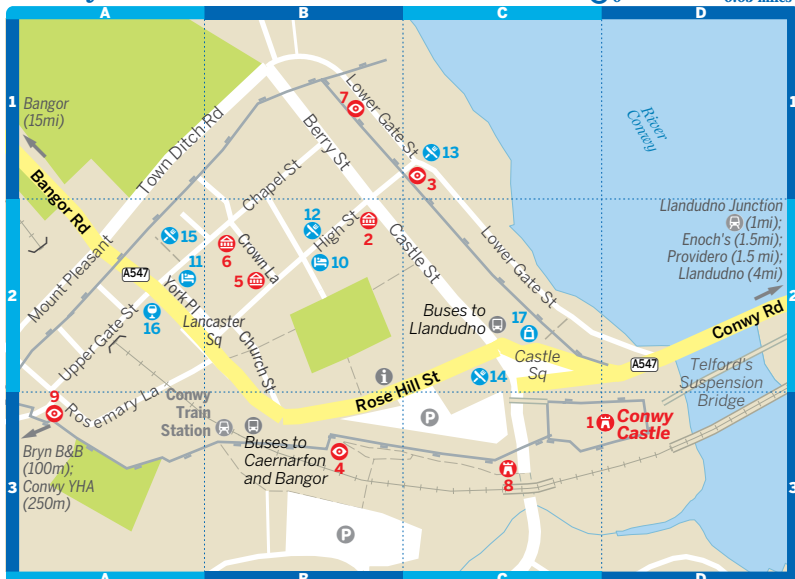 A
B
C
D
1
Bangor
(15mi)
Town Ditch Rd
Berry St
7
Lower Gate St
13
3
River
Conwy
1
Bangor Rd
Chapel St
12
High St
2
Castle St
Lower Gate St
Llandudno Junction
(1mi);
Enoch's (1.5mi);
Providero (1.5 mi);
Llandudno (4mi)
15
6
Crown La
5
10
11
2
Mount Pleasant
A547
York Pl
16
Lancaster
Sq
Upper Gate St
Church St
Buses to
Llandudno
17
Castle
Sq
A547
Conwy Rd
2
Telford's
Suspension
Bridge
i
Rose Hill St
14
9
Rosemary La
Conwy
Train
Station
P
1
Conwy
Castle
Bryn B&B
(100m);
Conwy YHA
(250m)
Buses to
Caernarfon
and Bangor
4
8
3
P
3